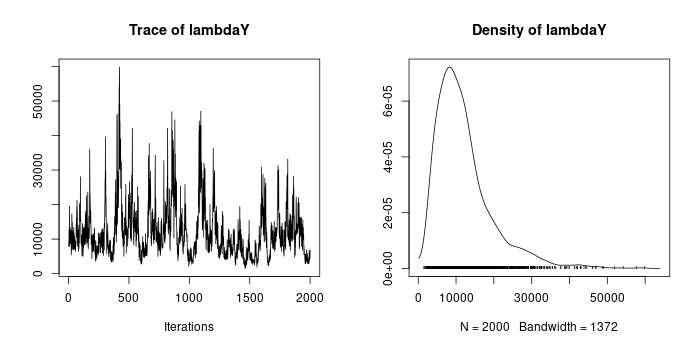 Trace of lambdaY
50000
30000
10000
0
0
500
1000
1500
2000
Iterations
Density of lambdaY
6e-05
4e-05
2e-05
0e+00
0
10000
30000
50000
N = 2000 Bandwidth = 1372